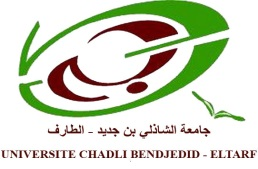 جامعة الشاذلي بن جديد - الطارف
UNIVERSITE CHADLI BENDJEDID - ELTARF